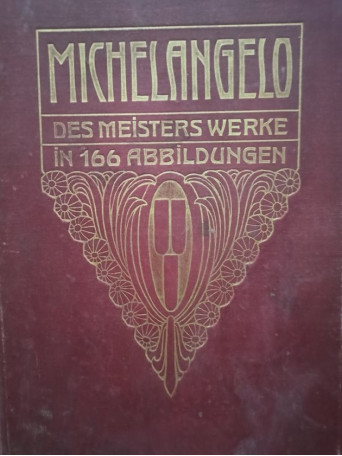 MICHELANGELO
DES MEISTERS WERKE
IN 166 ABBILDUNGEN